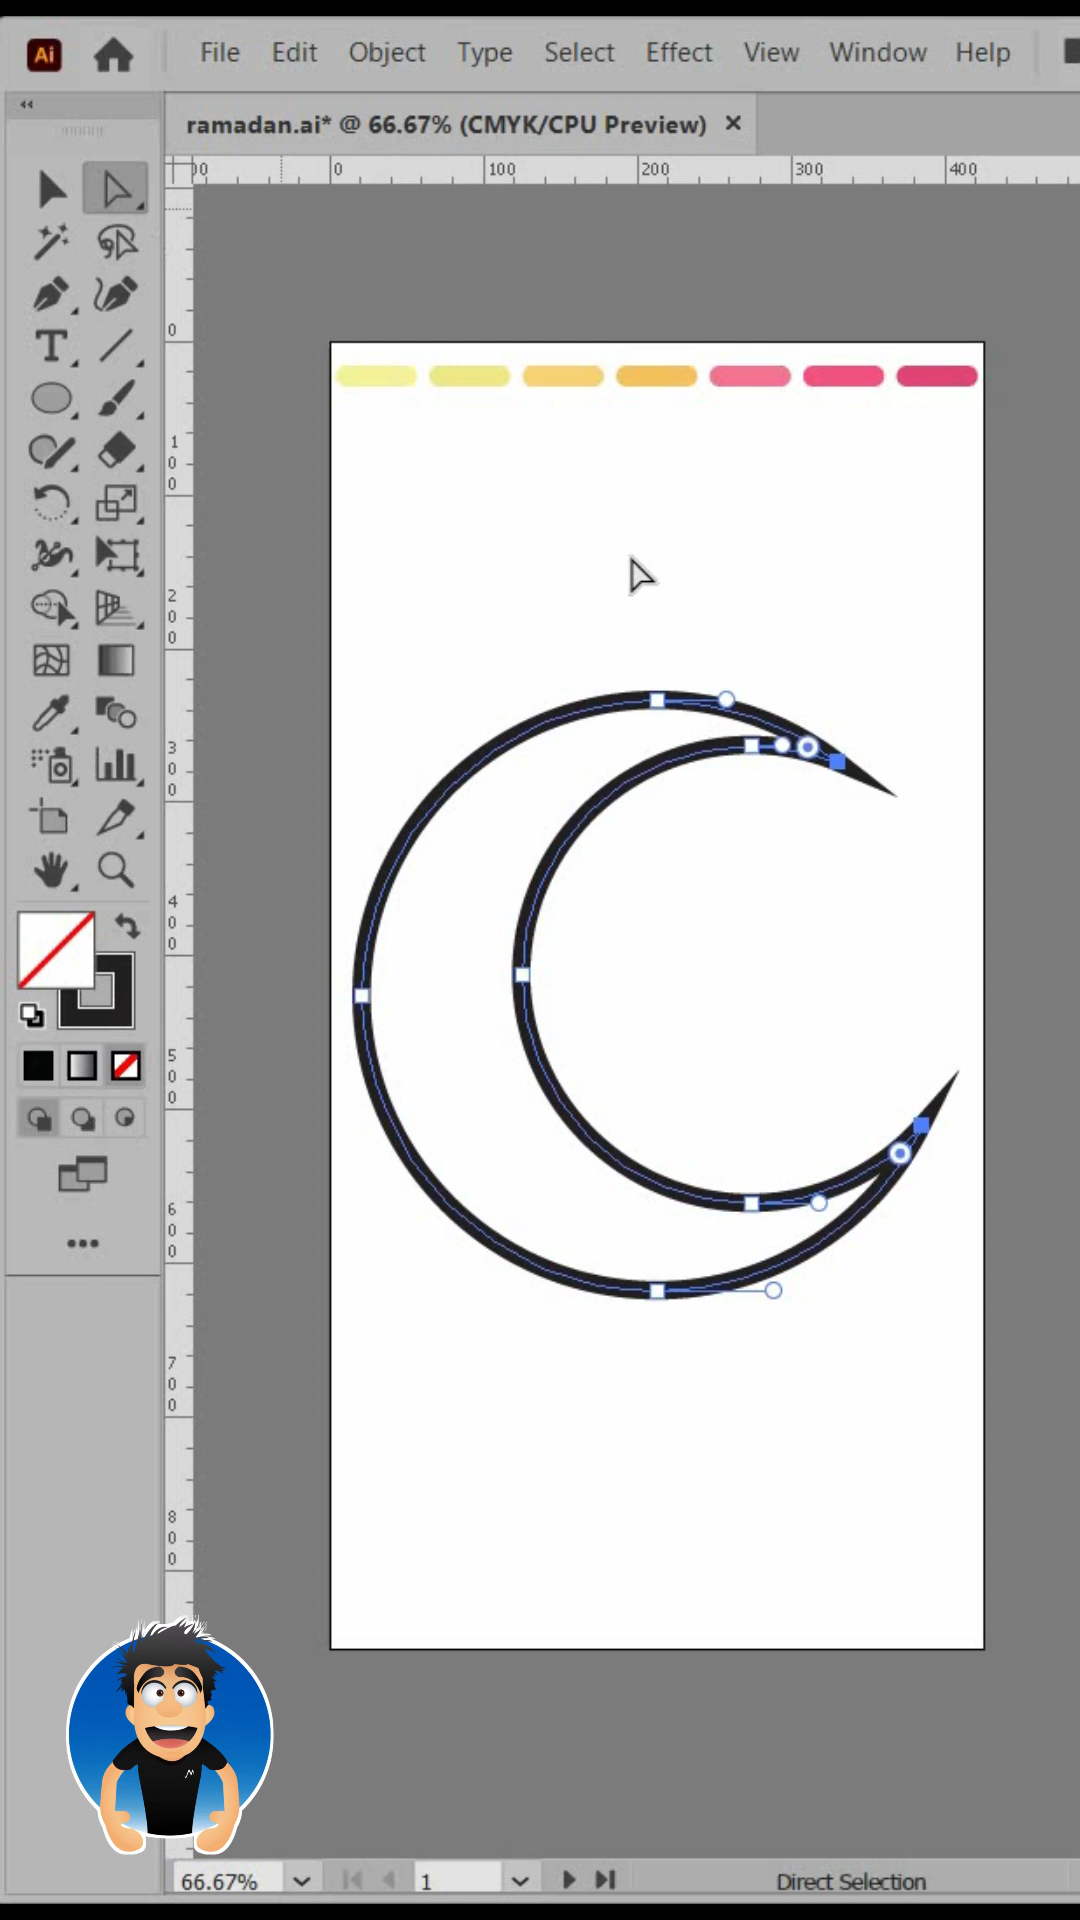 Ai File Edit Object Type Select Effect View Window Help
ramadan.ai* @ 66.67% (CMYK/CPU Preview) ×
00 0 100 200 300 400
0
100
200
300
400
500
600
700
800
66.67% 1 Direct Selection